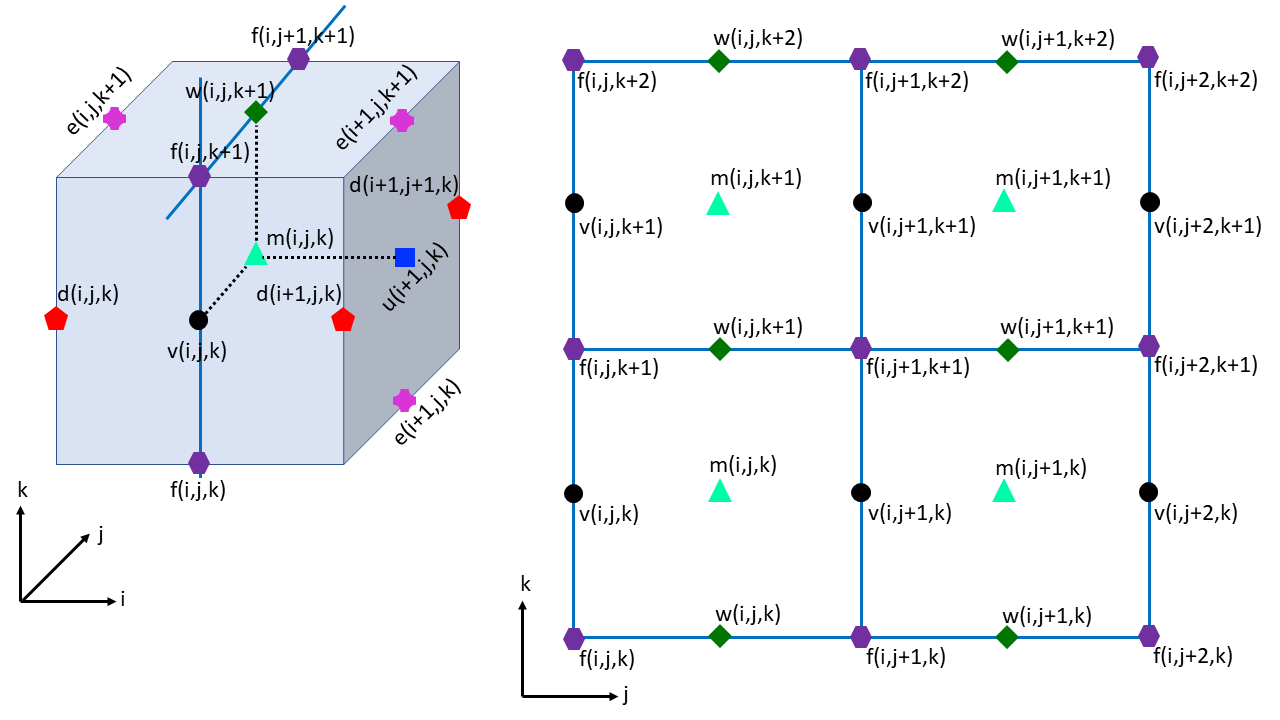 f(i,j+1,k+1)
e(i,j,k+1)
w(i,j,k+1)
e(i+1,j,k+1)
f(i,j,k+1)
d(i+1,j+1,k)
m(i,j,k)
u(i+1,j,k)
d(i,j,k)
d(i+1,j,k)
v(i,j,k)
e(i+1,j,k)
f(i,j,k)
k
j
i
w(i,j,k+2)
w(i,j+1,k+2)
f(i,j,k+2)
f(i,j+1,k+2)
f(i,j+2,k+2)
m(i,j,k+1)
m(i,j+1,k+1)
v(i,j,k+1)
v(i,j+1,k+1)
v(i,j+2,k+1)
w(i,j,k+1)
w(i,j+1,k+1)
f(i,j,k+1)
f(i,j+1,k+1)
f(i,j+2,k+1)
m(i,j,k)
m(i,j+1,k)
v(i,j,k)
v(i,j+1,k)
v(i,j+2,k)
w(i,j,k)
w(i,j+1,k)
f(i,j,k)
f(i,j+1,k)
f(i,j+2,k)
k
j